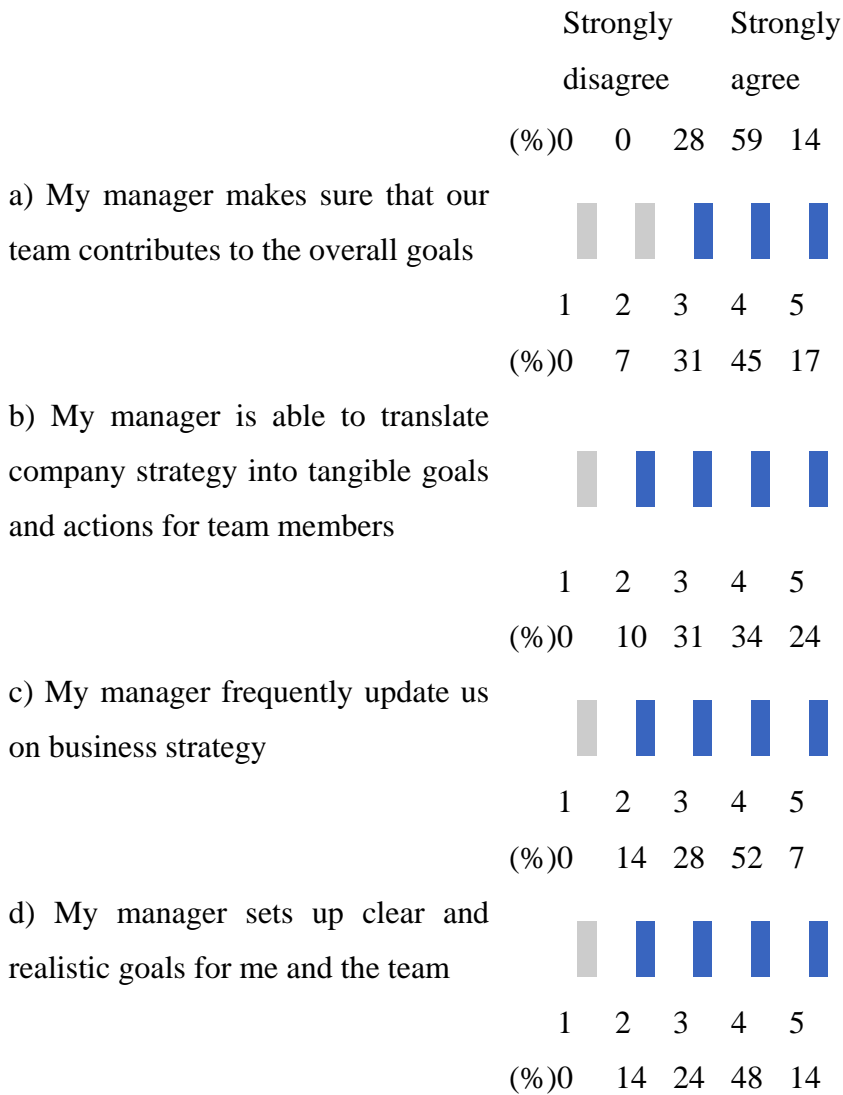 Strongly Strongly
disagree agree
(%)0 0 28 59 14
a) My manager makes sure that our
team contributes to the overall goals
1 2 3 4 5
(%)0 7 31 45 17
b) My manager is able to translate
company strategy into tangible goals
and actions for team members
1 2 3 4 5
(%)0 10 31 34 24
c) My manager frequently update us
on business strategy
1 2 3 4 5
(%)0 14 28 52 7
d) My manager sets up clear and
realistic goals for me and the team
1 2 3 4 5
(%)0 14 24 48 14